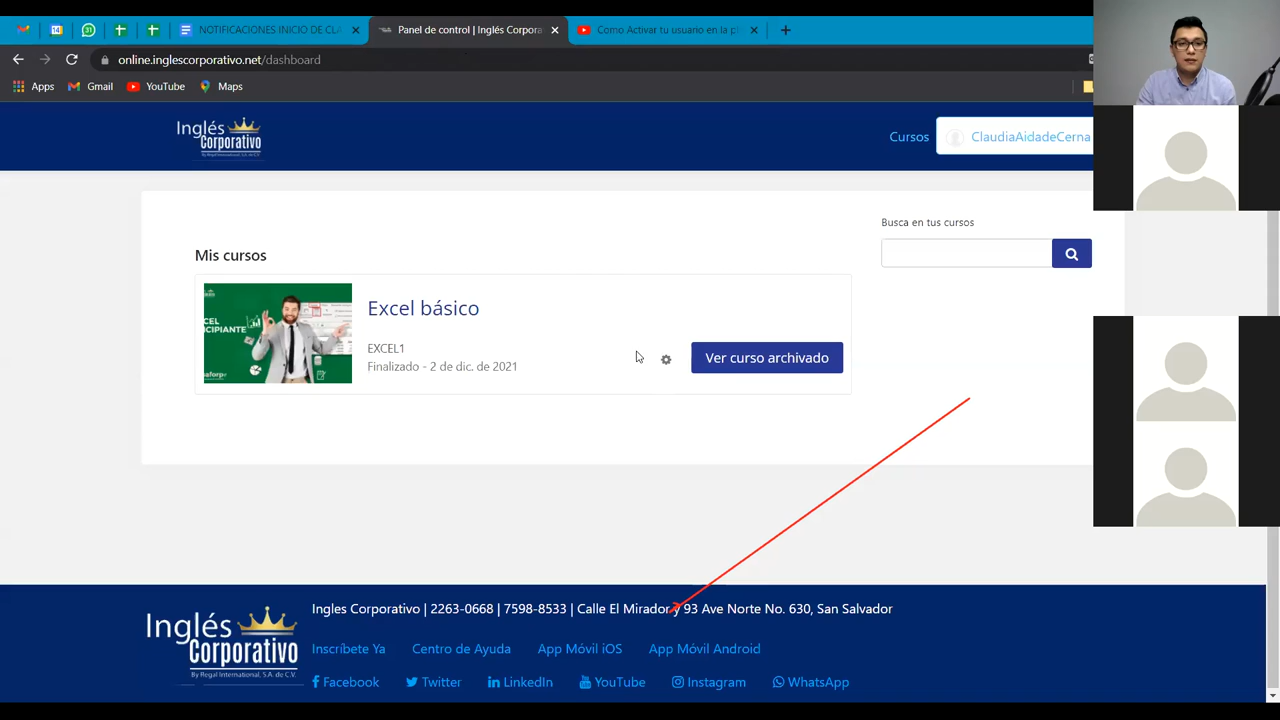 NOTIFICACIONES INICIO DE CLA
Panel de control | Inglés Corpora
Como Activar tu usuario en la p
online.inglescorporativo.net/dashboard
Apps
Gmail
YouTube
Maps
Inglés
Corporativo
Cursos
ClaudiaAidadeCerna
Busca en tus cursos
Mis cursos
Excel básico
EXCEL1
Finalizado - 2 de dic. de 2021
Ver curso archivado
Ingles Corporativo | 2263-0668 | 7598-8533 | Calle El Mirador y 93 Ave Norte No. 630, San Salvador
Inglés
Corporativo
By Regal International, S.A. de C.V.
Inscríbete Ya
Centro de Ayuda
App Móvil iOS
App Móvil Android
Facebook
Twitter
LinkedIn
YouTube
Instagram
WhatsApp